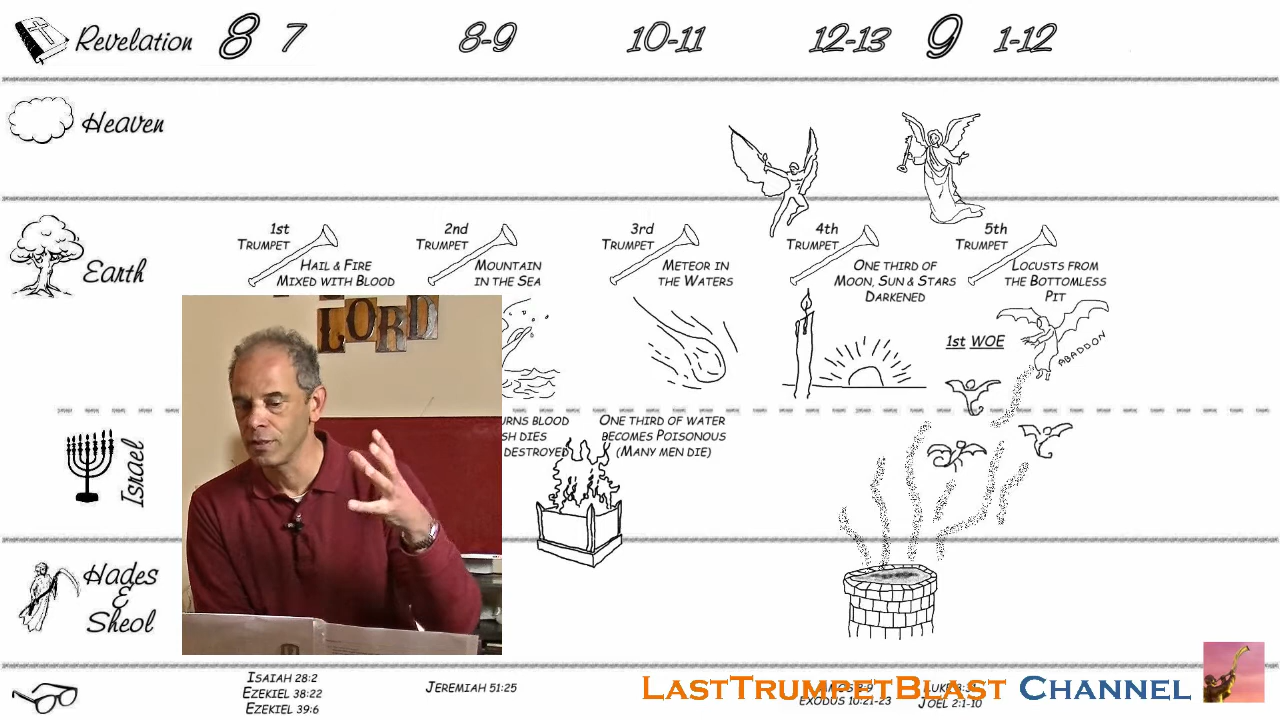 Revelation 8 7 8-9 10-11 12-13 9 1-12
Heaven
Earth
1st
TRUMPET
HAIL & FIRE
MIXED WITH BLOOD
2nd
TRUMPET
MOUNTAIN
IN THE SEA
3rd
TRUMPET
METEOR IN
THE WATERS
4th
TRUMPET
ONE THIRD OF
MOON, SUN & STARS
DARKENED
5th
TRUMPET
LOCUSTS FROM
THE BOTTOMLESS
PIT
LORD
1st WOE
ABADDON
Israel
BLOOD
DIES
DESTROYED
ONE THIRD OF WATER
BECOMES POISONOUS
(MANY MEN DIE)
Hades
&
Sheol
ISAIAH 28:2
EZEKIEL 38:22
EZEKIEL 39:6
JEREMIAH 51:25
EXODUS 10:21-23
JOEL 2:1-10
LASTTRUMPETBLAST CHANNEL